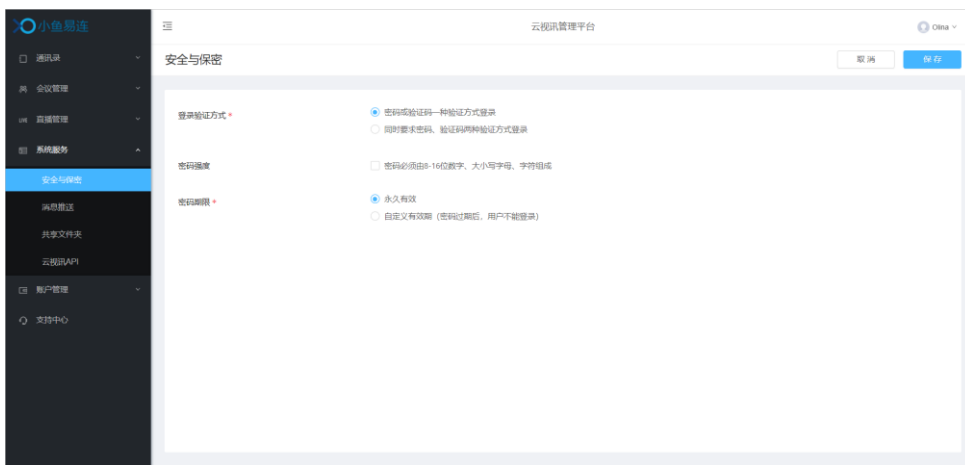 小鱼易连
云视讯管理平台
Olina
通讯录
安全与保密
取消
保存
会议管理
直播管理
系统服务
安全与保密
消息推送
共享文件夹
云视讯API
账户管理
支持中心
登录验证方式 *
密码或验证码一种验证方式登录
同时要求密码、验证码两种验证方式登录
密码强度
密码必须由8-16位数字、大小写字母、字符组成
密码期限 *
永久有效
自定义有效期（密码过期后，用户不能登录）